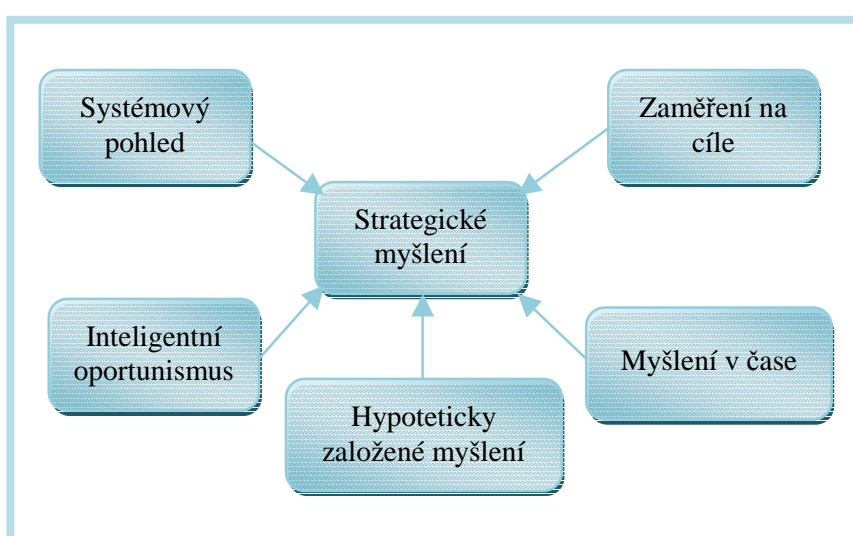 Systémový
pohled
Zaměření na
cíle
Strategické
myšlení
Inteligentní
oportunismus
Myšlení v čase
Hypoteticky
založené myšlení